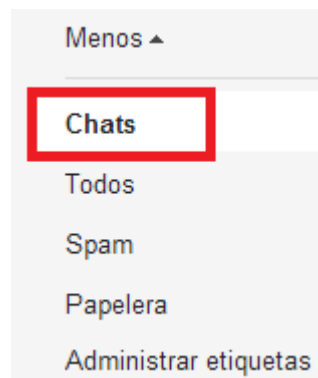 Menos ▲
Chats
Todos
Spam
Papelera
Administrar etiquetas